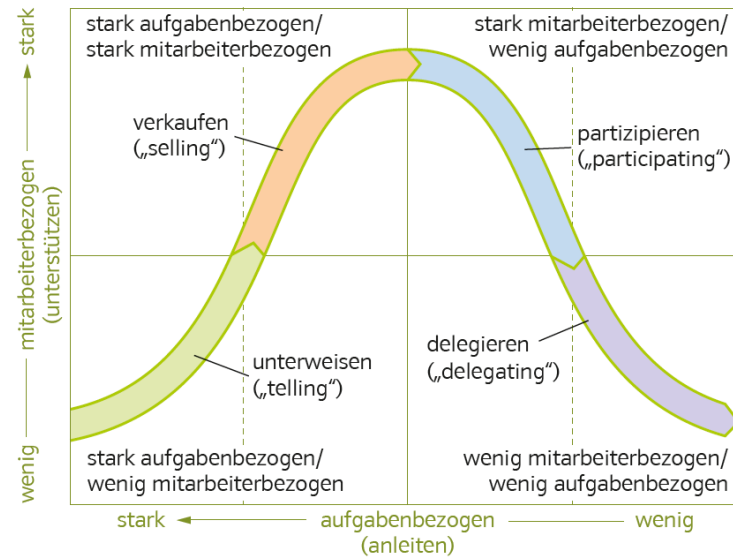 stark aufgabenbezogen/
stark mitarbeiterbezogen
stark mitarbeiterbezogen/
wenig aufgabenbezogen
verkaufen
(„selling“)
partizipieren
(„participating“)
unterweisen
(„telling“)
delegieren
(„delegating“)
stark aufgabenbezogen/
wenig mitarbeiterbezogen
wenig mitarbeiterbezogen/
wenig aufgabenbezogen
wenig mitarbeiterbezogen stark
(unterstützen)
stark aufgabenbezogen wenig
(anleiten)